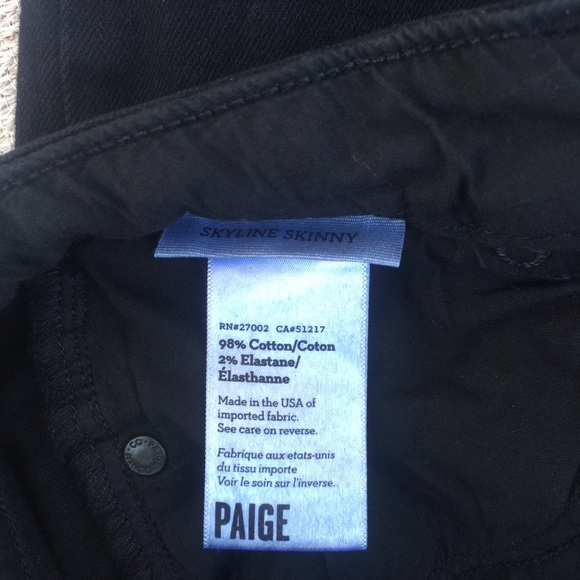 SKYLINE SKINNY
RN#27002 CA#51217
98% Cotton/Coton
2% Elastane/
Élasthanne
Made in the USA of
imported fabric.
See care on reverse.
Fabrique aux etats-unis
du tissu importe
Voir le soin sur l'inverse.
PAIGE